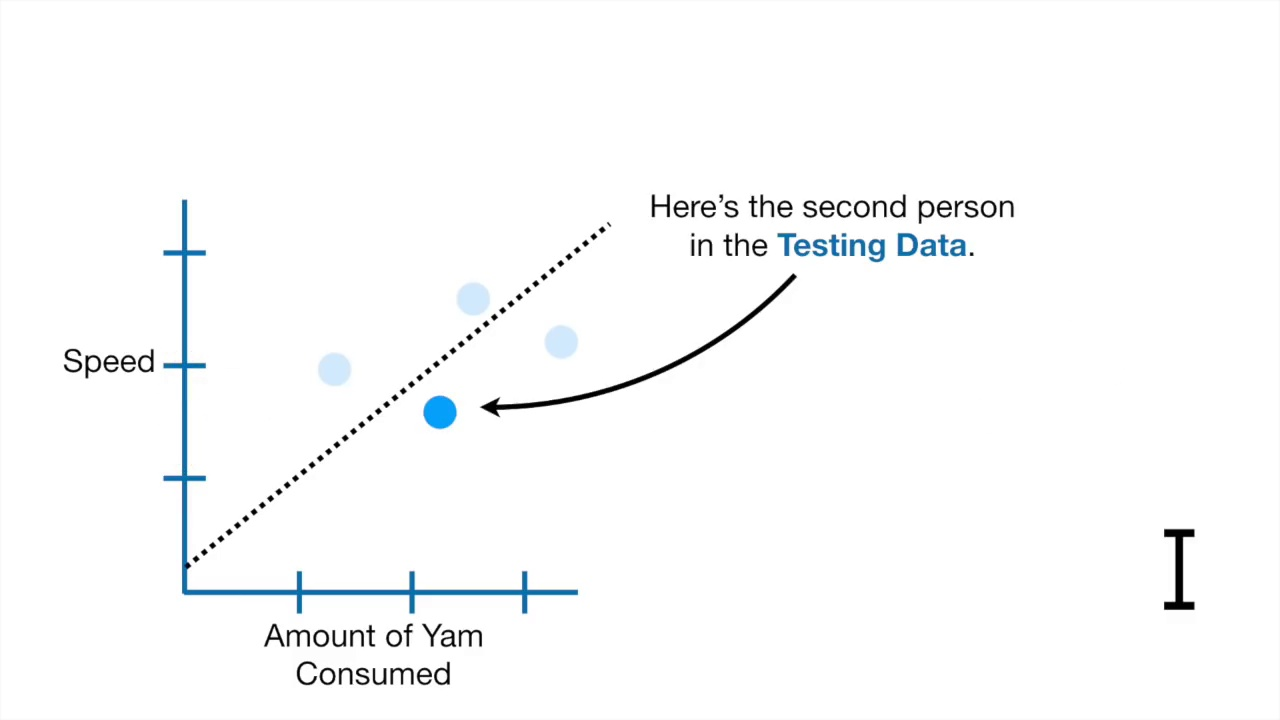 Here’s the second person
in the Testing Data.
Speed
Amount of Yam
Consumed